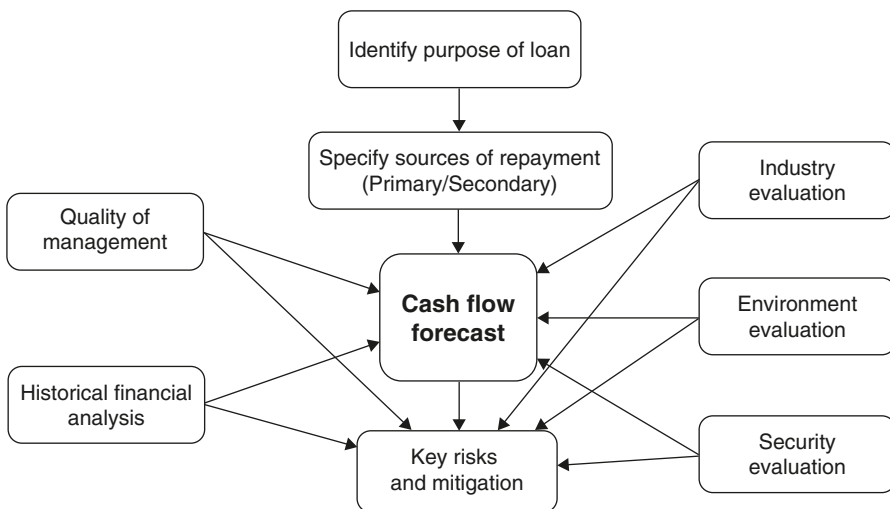 Identify purpose of loan
Specify sources of repayment
(Primary/Secondary)
Industry
evaluation
Quality of
management
Cash flow
forecast
Environment
evaluation
Historical financial
analysis
Key risks
and mitigation
Security
evaluation